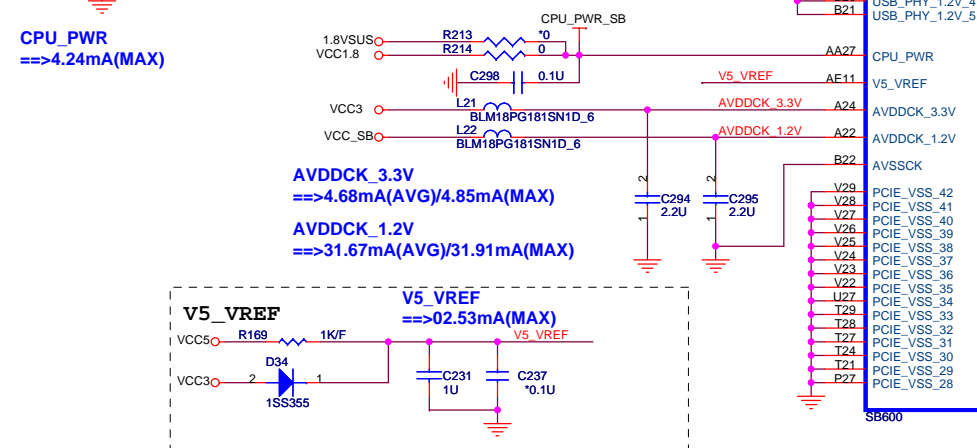 USB_PHY_1.2V_4
B21 USB_PHY_1.2V_5
CPU_PWR
==>4.24mA(MAX)
CPU_PWR_SB
1.8VSUS R213 *0
VCC1.8 R214 0
AA27 CPU_PWR
C298 0.1U
V5_VREF AE11 V5_VREF
VCC3 L21 BLM18PG181SN1D_6
AVDDCK_3.3V A24 AVDDCK_3.3V
VCC_SB L22 BLM18PG181SN1D_6
AVDDCK_1.2V A22 AVDDCK_1.2V
B22 AVSSCK
AVDDCK_3.3V
==>4.68mA(AVG)/4.85mA(MAX)
AVDDCK_1.2V
==>31.67mA(AVG)/31.91mA(MAX)
2 C294 2.2U 1
2 C295 2.2U 1
V29 PCIE_VSS_42
V28 PCIE_VSS_41
V27 PCIE_VSS_40
V26 PCIE_VSS_39
V25 PCIE_VSS_38
V24 PCIE_VSS_37
V23 PCIE_VSS_36
V22 PCIE_VSS_35
U27 PCIE_VSS_34
T29 PCIE_VSS_33
T28 PCIE_VSS_32
T27 PCIE_VSS_31
T24 PCIE_VSS_30
T21 PCIE_VSS_29
P27 PCIE_VSS_28
SB600
V5_VREF
V5_VREF
==>02.53mA(MAX)
VCC5 R169 1K/F V5_VREF
D34
VCC3 2 1
1SS355
C231 1U
C237 *0.1U